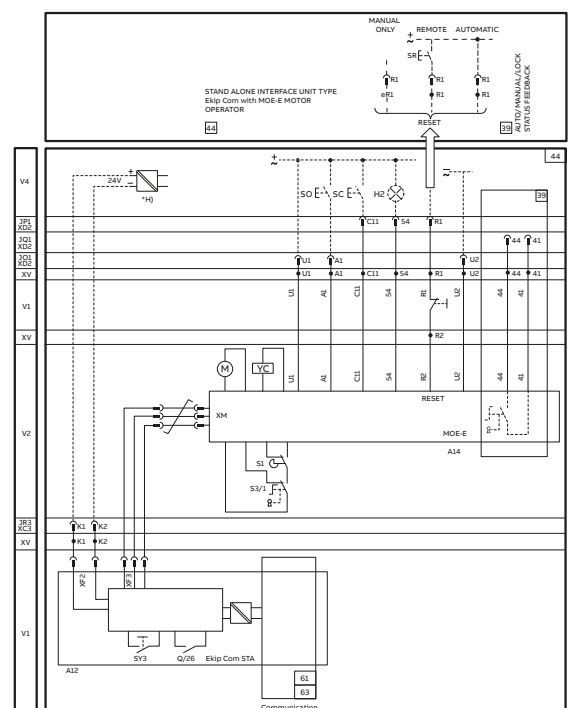 MANUAL
ONLY
REMOTE
AUTOMATIC
+
~
SR
R1
R1
R1
eR1
R1
R1
RESET
STAND ALONE INTERFACE UNIT TYPE
Ekip Com with MOE-E MOTOR
OPERATOR
44
39
AUTO/MANUAL/LOCK
STATUS FEEDBACK
V4
+
24V
–
*H)
+
~
SO
SC
H2
–
~
44
39
JP1
XD2
C11
54
R1
JQ1
XD2
44
41
JO1
XD2
U1
A1
U2
XV
U1
A1
C11
54
R1
U2
44
41
V1
U1
A1
C11
54
R1
U2
44
41
XV
R2
V2
M
YC
U1
A1
C11
54
R2
U2
44
41
RESET
XM
MOE-E
A14
S1
S3/1
JR3
XC3
K1
K2
XV
K1
K2
V1
XF2
XF3
SY3
Q/26
Ekip Com STA
A12
61
63
Communication